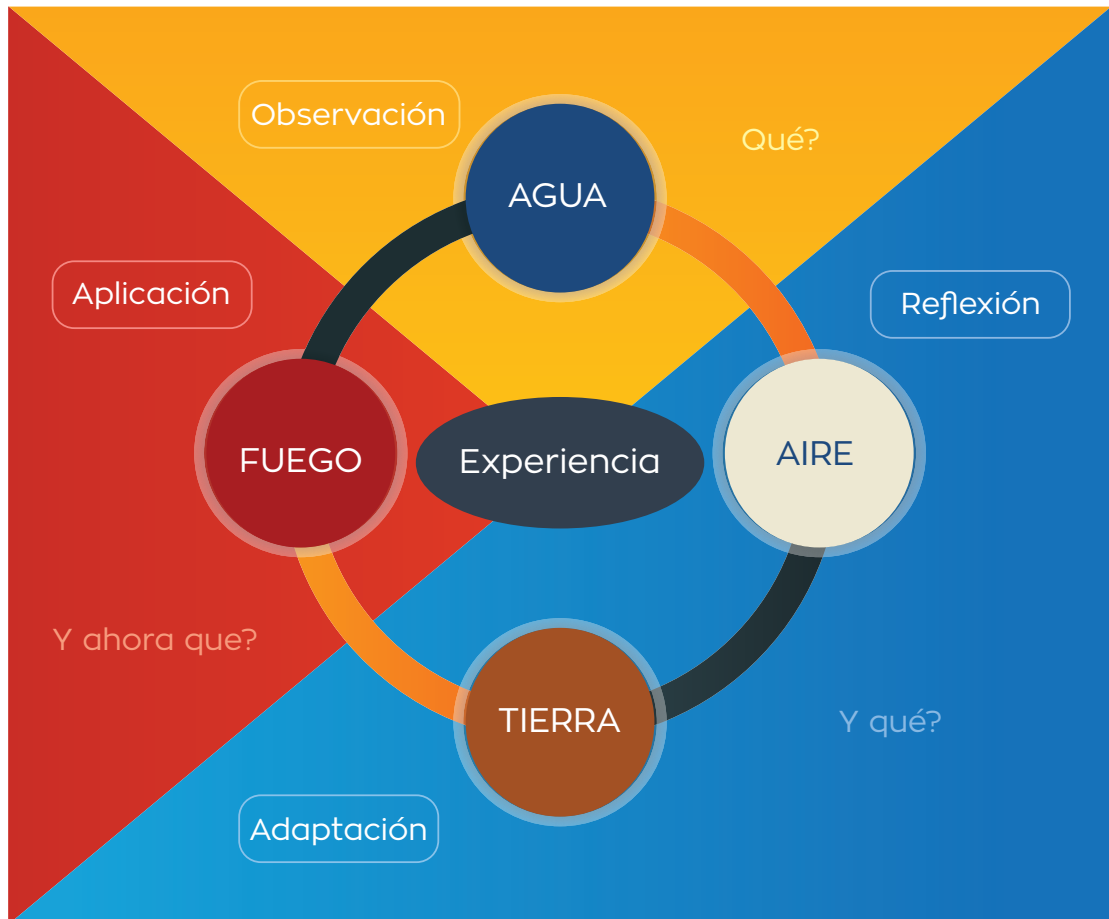 Observación
Qué?
AGUA
Aplicación
Reflexión
FUEGO
Experiencia
AIRE
Y ahora que?
TIERRA
Y qué?
Adaptación